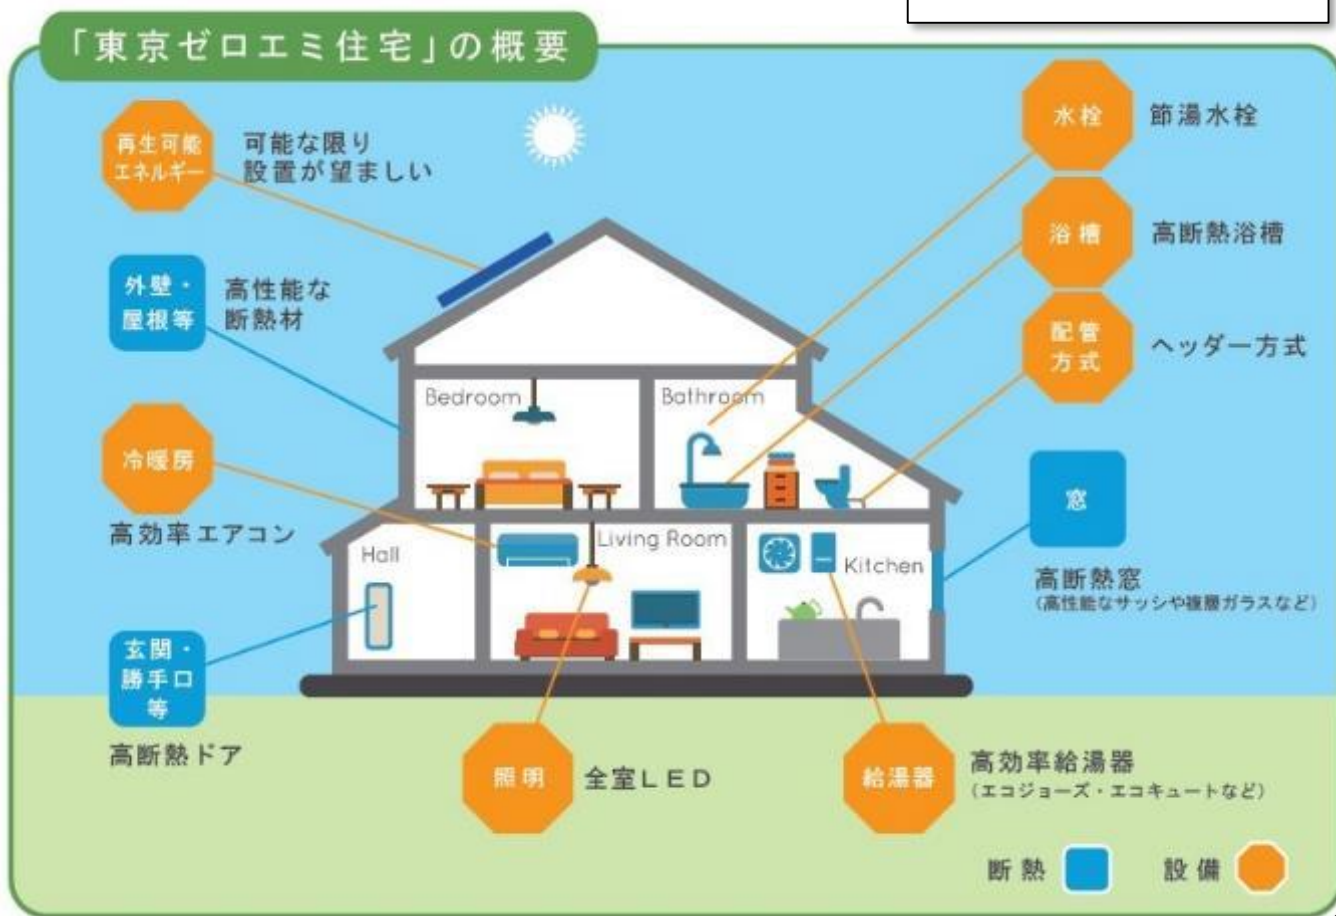 「東京ゼロエミ住宅」の概要
再生可能
エネルギー
可能な限り
設置が望ましい
外壁・
屋根等
高性能な
断熱材
冷暖房
高効率エアコン
玄関・
勝手口
等
高断熱ドア
水栓
節湯水栓
浴槽
高断熱浴槽
配管
方式
ヘッダー方式
窓
高断熱窓
（高性能なサッシや複層ガラスなど）
Bedroom
Bathroom
Hall
Living Room
Kitchen
照明
全室LED
給湯器
高効率給湯器
（エコジョーズ・エコキュートなど）
断熱
設備